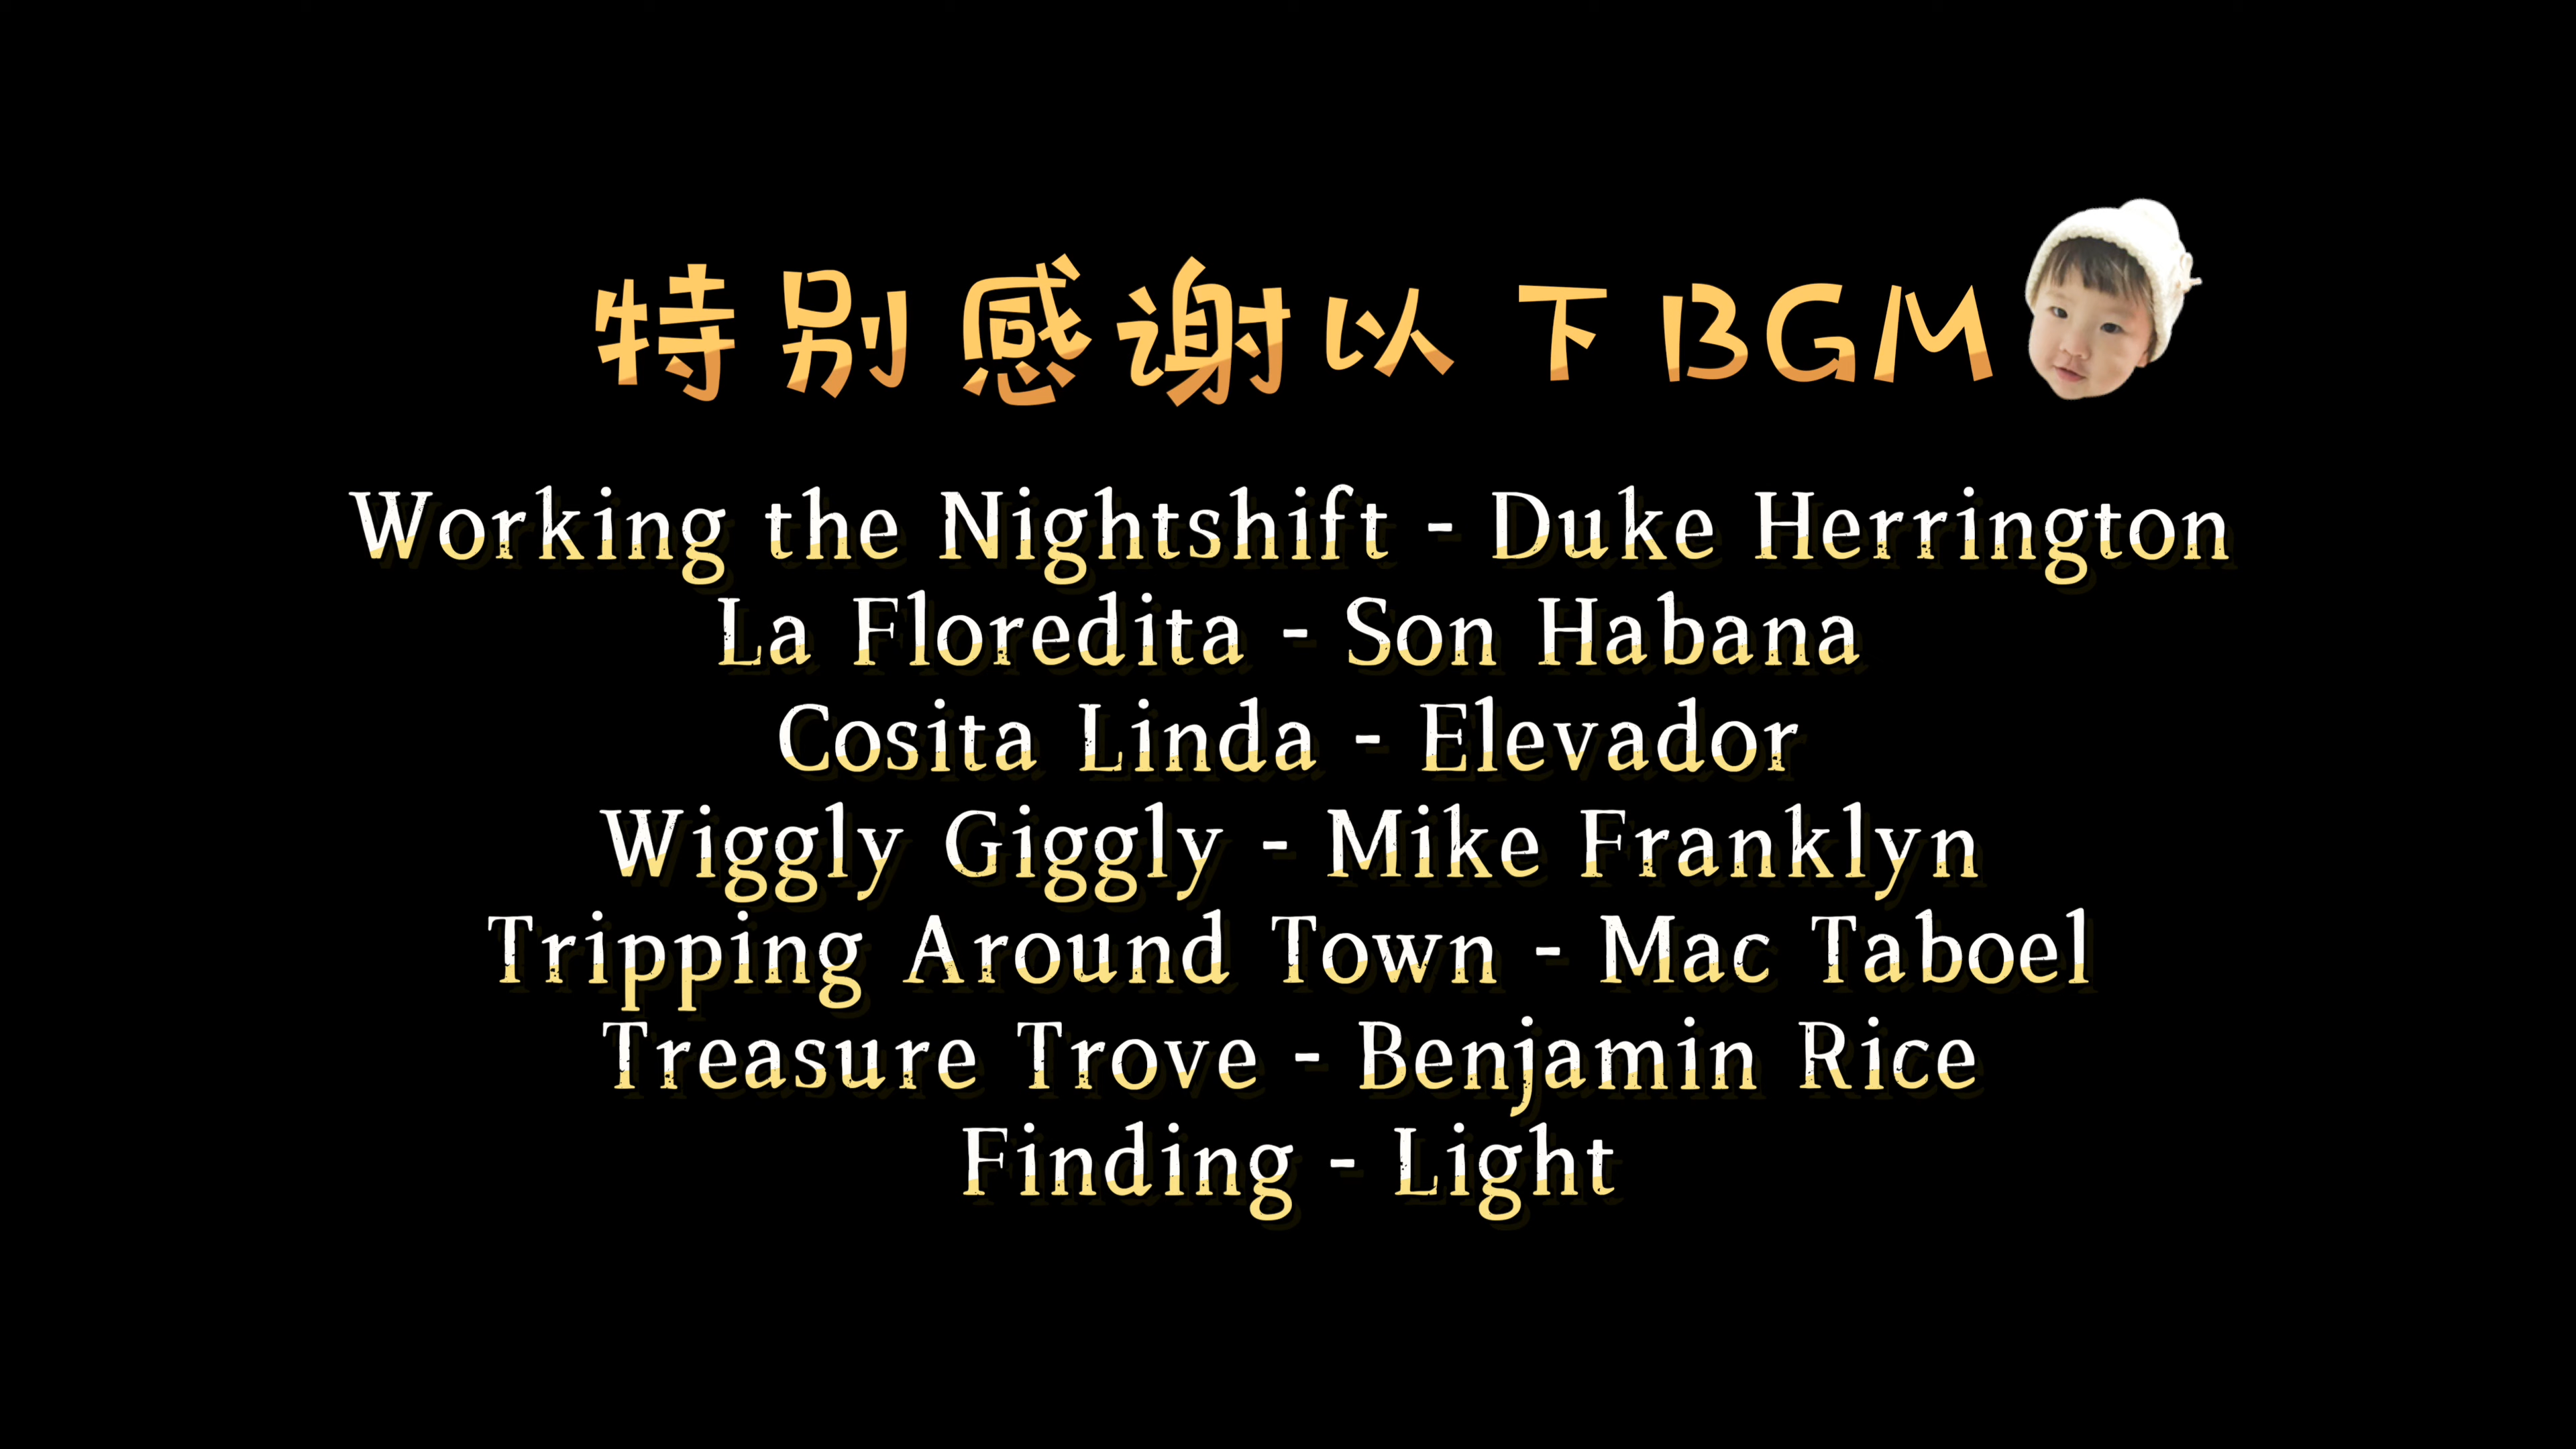 特别感谢以下BGM
Working the Nightshift - Duke Herrington
La Floredita - Son Habana
Cosita Linda - Elevador
Wiggly Giggly - Mike Franklyn
Tripping Around Town - Mac Taboel
Treasure Trove - Benjamin Rice
Finding - Light